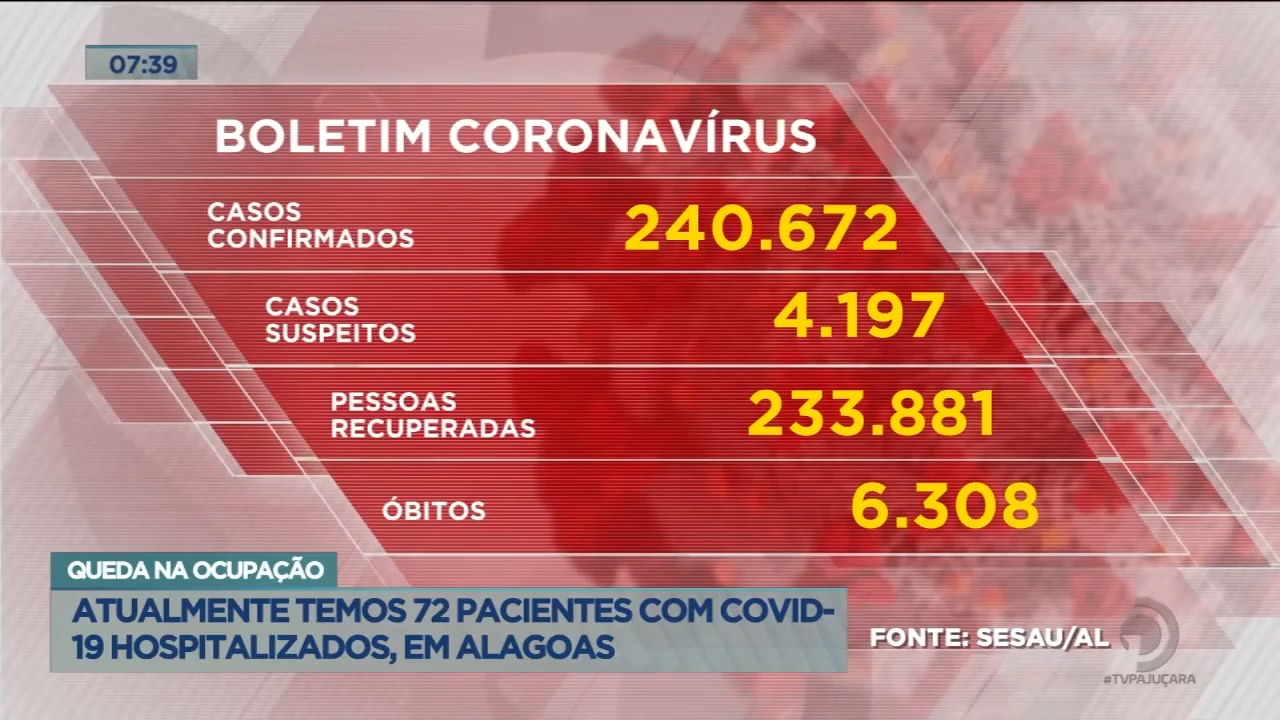 07:39
BOLETIM CORONAVÍRUS
CASOS
CONFIRMADOS
240.672
CASOS
SUSPEITOS
4.197
PESSOAS
RECUPERADAS
233.881
ÓBITOS
6.308
QUEDA NA OCUPAÇÃO
ATUALMENTE TEMOS 72 PACIENTES COM COVID-
19 HOSPITALIZADOS, EM ALAGOAS
FONTE: SESAU/AL
#TVPAJUÇARA